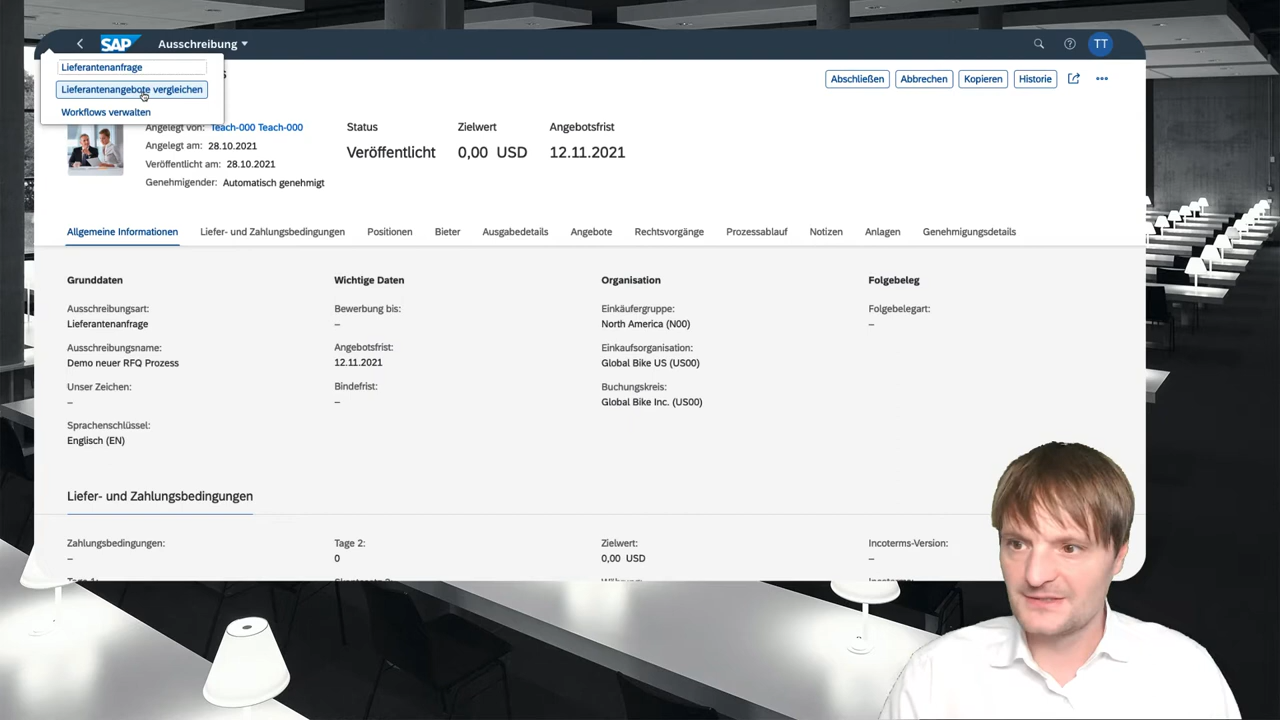 SAP Ausschreibung
TT
Lieferantenanfrage
Lieferantenangebote vergleichen
Workflows verwalten
Abschließen Abbrechen Kopieren Historie
Angelegt von: Teach-000 Teach-000
Angelegt am: 28.10.2021
Veröffentlicht am: 28.10.2021
Genehmigender: Automatisch genehmigt
Status Zielwert Angebotsfrist
Veröffentlicht 0,00 USD 12.11.2021
Allgemeine Informationen Liefer- und Zahlungsbedingungen Positionen Bieter Ausgabedetails Angebote Rechtsvorgänge Prozessablauf Notizen Anlagen Genehmigungsdetails
Grunddaten
Ausschreibungsart:
Lieferantenanfrage
Ausschreibungsname:
Demo neuer RFQ Prozess
Unser Zeichen:
–
Sprachenschlüssel:
Englisch (EN)
Wichtige Daten
Bewerbung bis:
–
Angebotsfrist:
12.11.2021
Bindefrist:
–
Organisation
Einkäufergruppe:
North America (N00)
Einkaufsorganisation:
Global Bike US (US00)
Buchungskreis:
Global Bike Inc. (US00)
Folgebeleg
Folgebelegart:
–
Liefer- und Zahlungsbedingungen
Zahlungsbedingungen:
–
Tage 2:
0
Zielwert:
0,00 USD
Incoterms-Version:
–